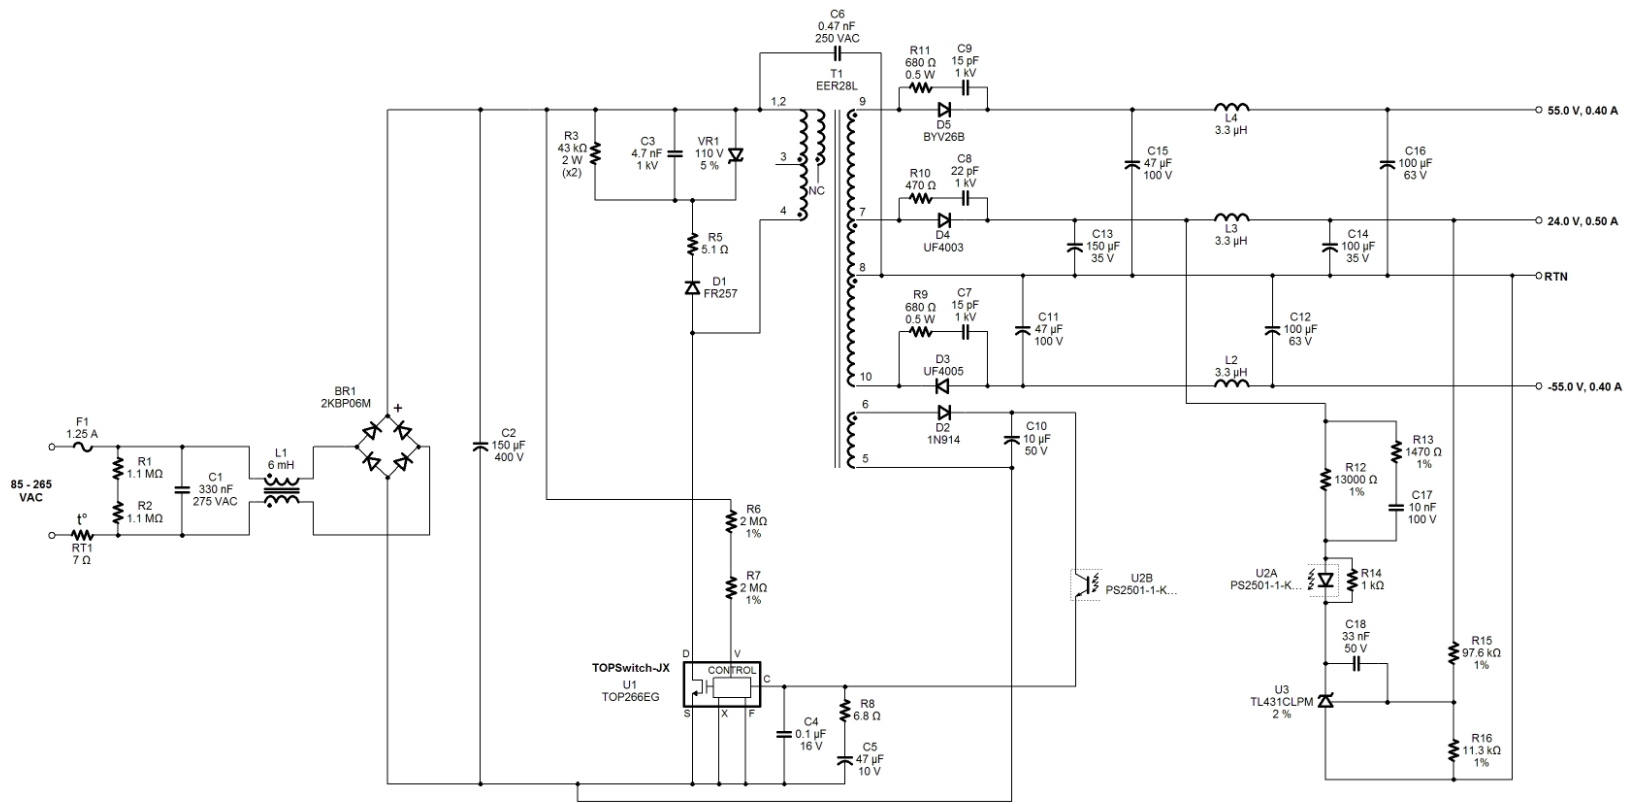 C6
0.47 nF
250 VAC
T1
EER28L
R11
680 Ω
0.5 W
C9
15 pF
1 kV
D5
BYV26B
L4
3.3 µH
55.0 V, 0.40 A
1,2
9
R3
43 kΩ
2 W
(x2)
C3
4.7 nF
1 kV
VR1
110 V
5 %
3
NC
4
C15
47 µF
100 V
C16
100 µF
63 V
R10
470 Ω
C8
22 pF
1 kV
7
D4
UF4003
L3
3.3 µH
24.0 V, 0.50 A
R5
5.1 Ω
D1
FR257
C13
150 µF
35 V
C14
100 µF
35 V
8
RTN
R9
680 Ω
0.5 W
C7
15 pF
1 kV
C11
47 µF
100 V
C12
100 µF
63 V
D3
UF4005
10
L2
3.3 µH
-55.0 V, 0.40 A
BR1
2KBP06M
+
6
D2
1N914
C10
10 µF
50 V
5
F1
1.25 A
R1
1.1 MΩ
R2
1.1 MΩ
C1
330 nF
275 VAC
L1
6 mH
C2
150 µF
400 V
85 - 265
VAC
t°
RT1
7 Ω
R13
1470 Ω
1%
R12
13000 Ω
1%
C17
10 nF
100 V
R6
2 MΩ
1%
R7
2 MΩ
1%
U2B
PS2501-1-K...
U2A
PS2501-1-K...
R14
1 kΩ
C18
33 nF
50 V
R15
97.6 kΩ
1%
TOPSwitch-JX
U1
TOP266EG
D
V
CONTROL
C
S
X
F
R8
6.8 Ω
C4
0.1 µF
16 V
C5
47 µF
10 V
U3
TL431CLPM
2 %
R16
11.3 kΩ
1%